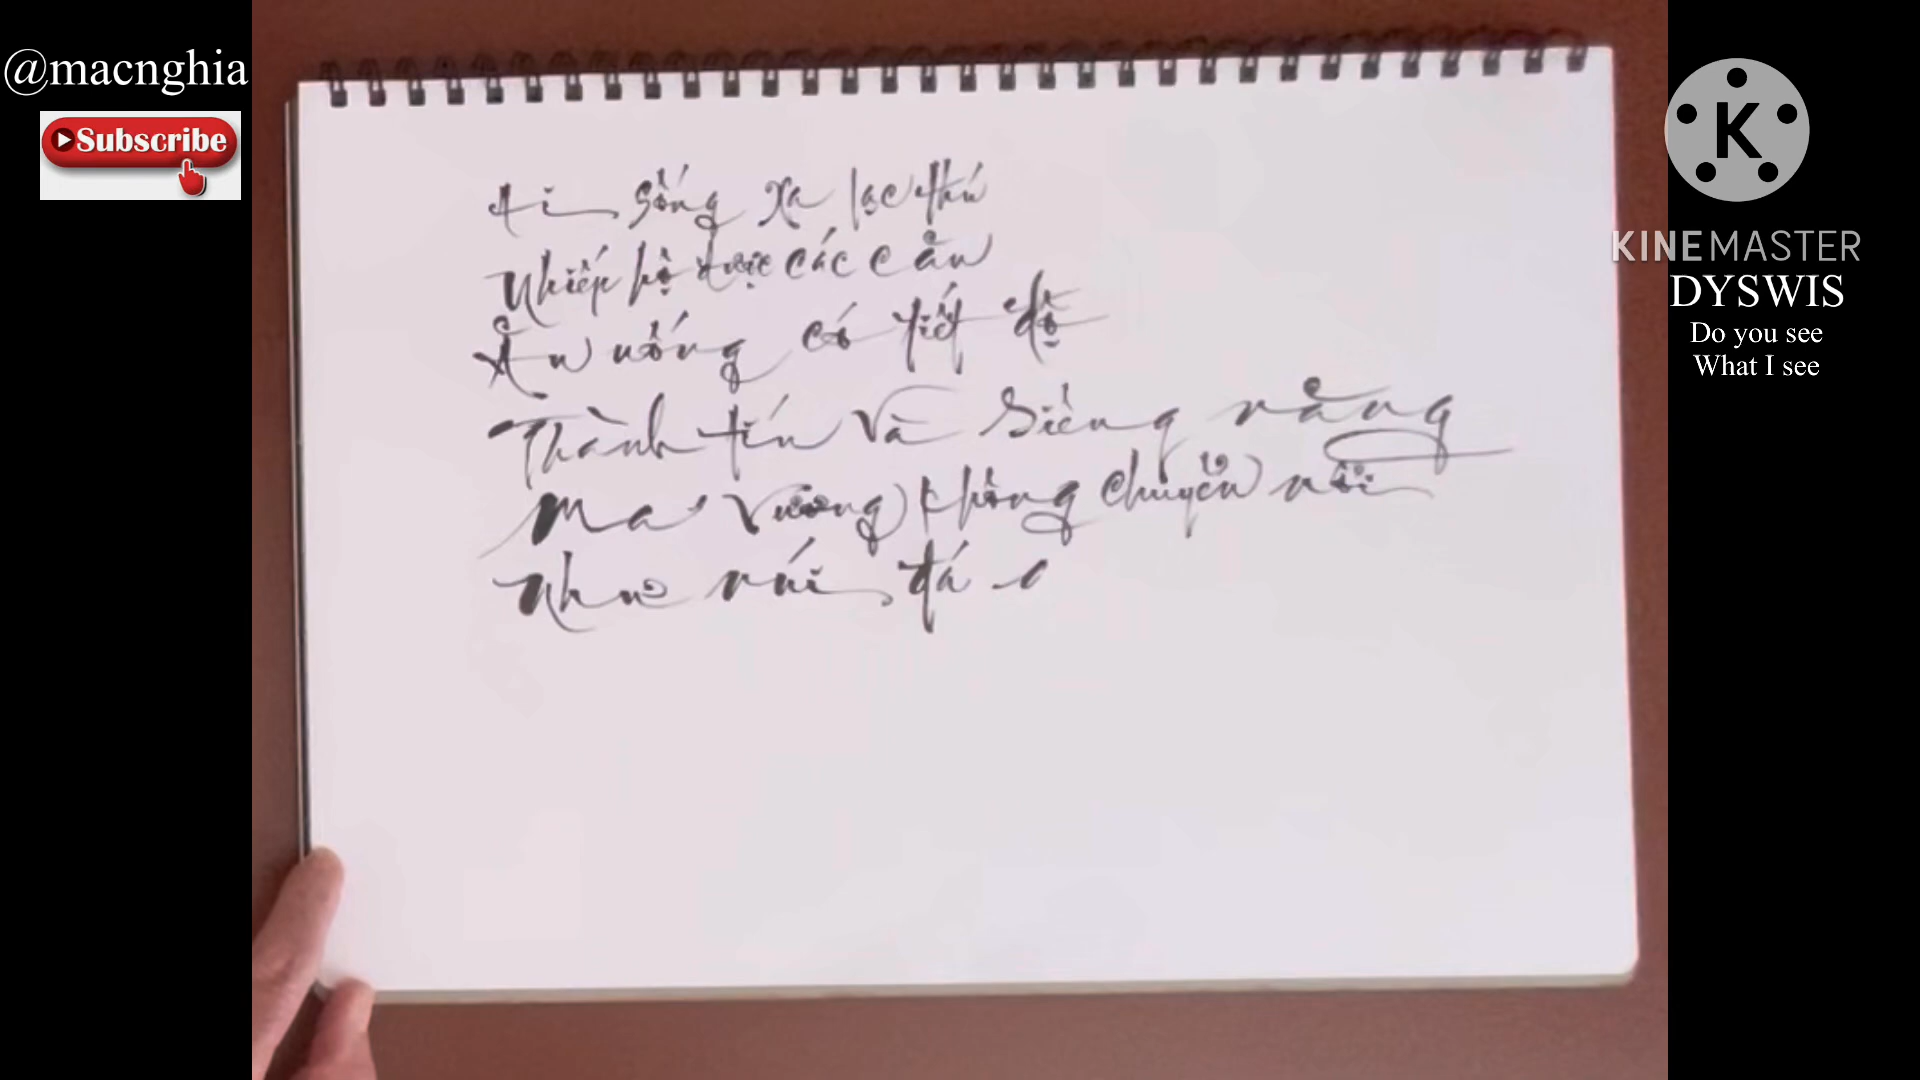 @macnghia
Subscribe
Ai sống xa lạc thú
Nhiếp hộ được các căn
Ăn uống có tiết độ
Thành tín và siêng năng
Ma vương không chuyển nổi
Như núi đá
K
KINEMASTER
DYSWIS
Do you see
What I see